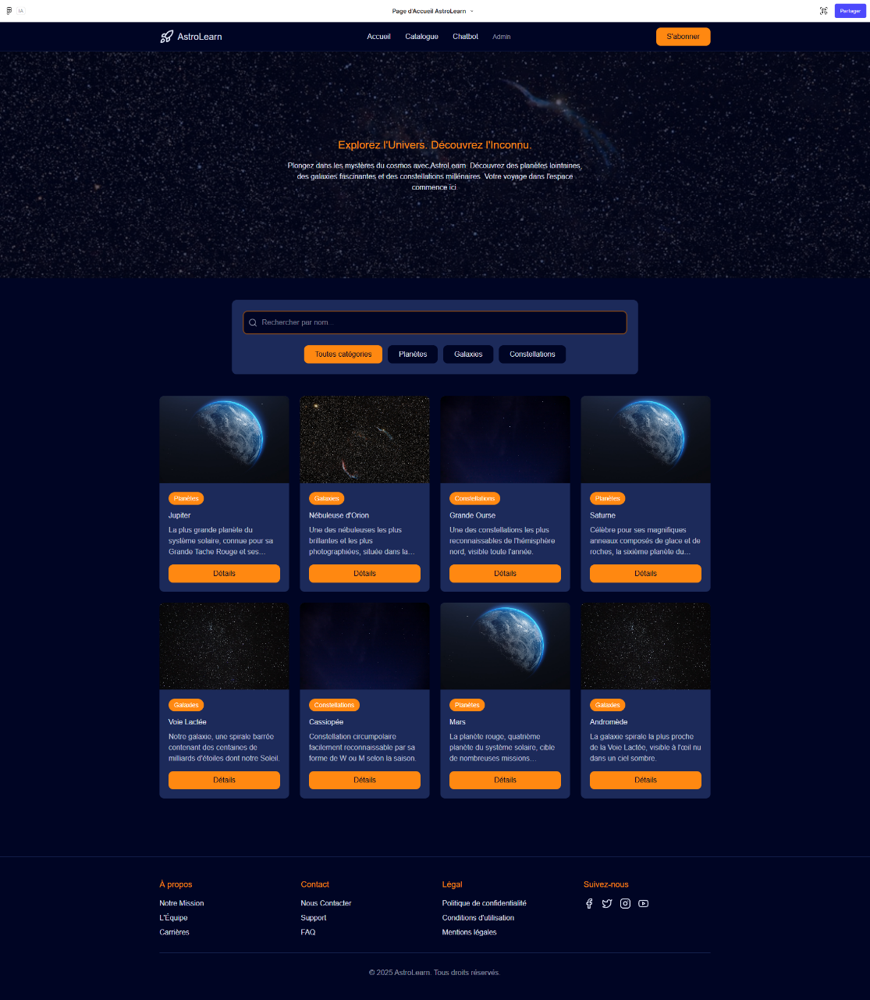 IA
Page d'Accueil AstroLearn
Partager
AstroLearn
Accueil
Catalogue
Chatbot
Admin
S'abonner
Explorez l'Univers. Découvrez l'Inconnu.
Plongez dans les mystères du cosmos avec AstroLearn. Découvrez des planètes lointaines,
des galaxies fascinantes et des constellations millénaires. Votre voyage dans l'espace
commence ici.
Rechercher par nom...
Toutes catégories
Planètes
Galaxies
Constellations
Planètes
Jupiter
La plus grande planète du
système solaire, connue pour sa
Grande Tache Rouge et ses…
Détails
Galaxies
Nébuleuse d'Orion
Une des nébuleuses les plus
brillantes et les plus
photographiées, située dans la…
Détails
Constellations
Grande Ourse
Une des constellations les plus
reconnaissables de l'hémisphère
nord, visible toute l'année.
Détails
Planètes
Saturne
Célèbre pour ses magnifiques
anneaux composés de glace et de
roches, la sixième planète du…
Détails
Galaxies
Voie Lactée
Notre galaxie, une spirale barrée
contenant des centaines de
milliards d'étoiles dont notre Soleil.
Détails
Constellations
Cassiopée
Constellation circumpolaire
facilement reconnaissable par sa
forme de W ou M selon la saison.
Détails
Planètes
Mars
La planète rouge, quatrième
planète du système solaire, cible
de nombreuses missions…
Détails
Galaxies
Andromède
La galaxie spirale la plus proche
de la Voie Lactée, visible à l'œil nu
dans un ciel sombre.
Détails
À propos
Notre Mission
L'Équipe
Carrières
Contact
Nous Contacter
Support
FAQ
Légal
Politique de confidentialité
Conditions d'utilisation
Mentions légales
Suivez-nous
© 2025 AstroLearn. Tous droits réservés.